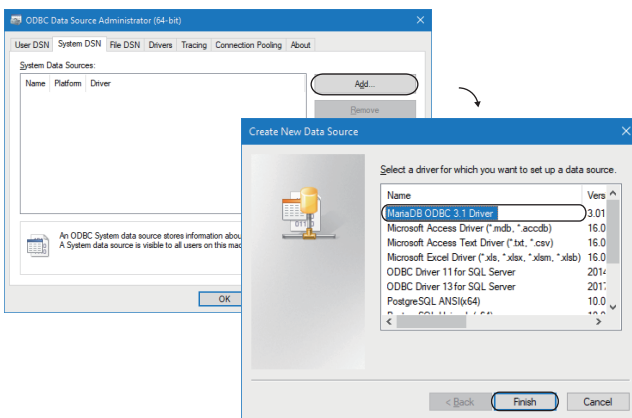 ODBC Data Source Administrator (64-bit)
User DSN System DSN File DSN Drivers Tracing Connection Pooling About
System Data Sources:
Name Platform Driver
Add...
Remove
An ODBC System data source stores information abou
A System data source is visible to all users on this mac
OK
Create New Data Source
Select a driver for which you want to set up a data source.
Name Vers
MariaDB ODBC 3.1 Driver 3.01
Microsoft Access Driver (*.mdb, *.accdb) 16.0
Microsoft Access Text Driver (*.txt, *.csv) 16.0
Microsoft Excel Driver (*.xls, *.xlsx, *.xlsm, *.xlsb) 16.0
ODBC Driver 11 for SQL Server 2014
ODBC Driver 13 for SQL Server 2017
PostgreSQL ANSI(x64) 10.0
< Back Finish Cancel